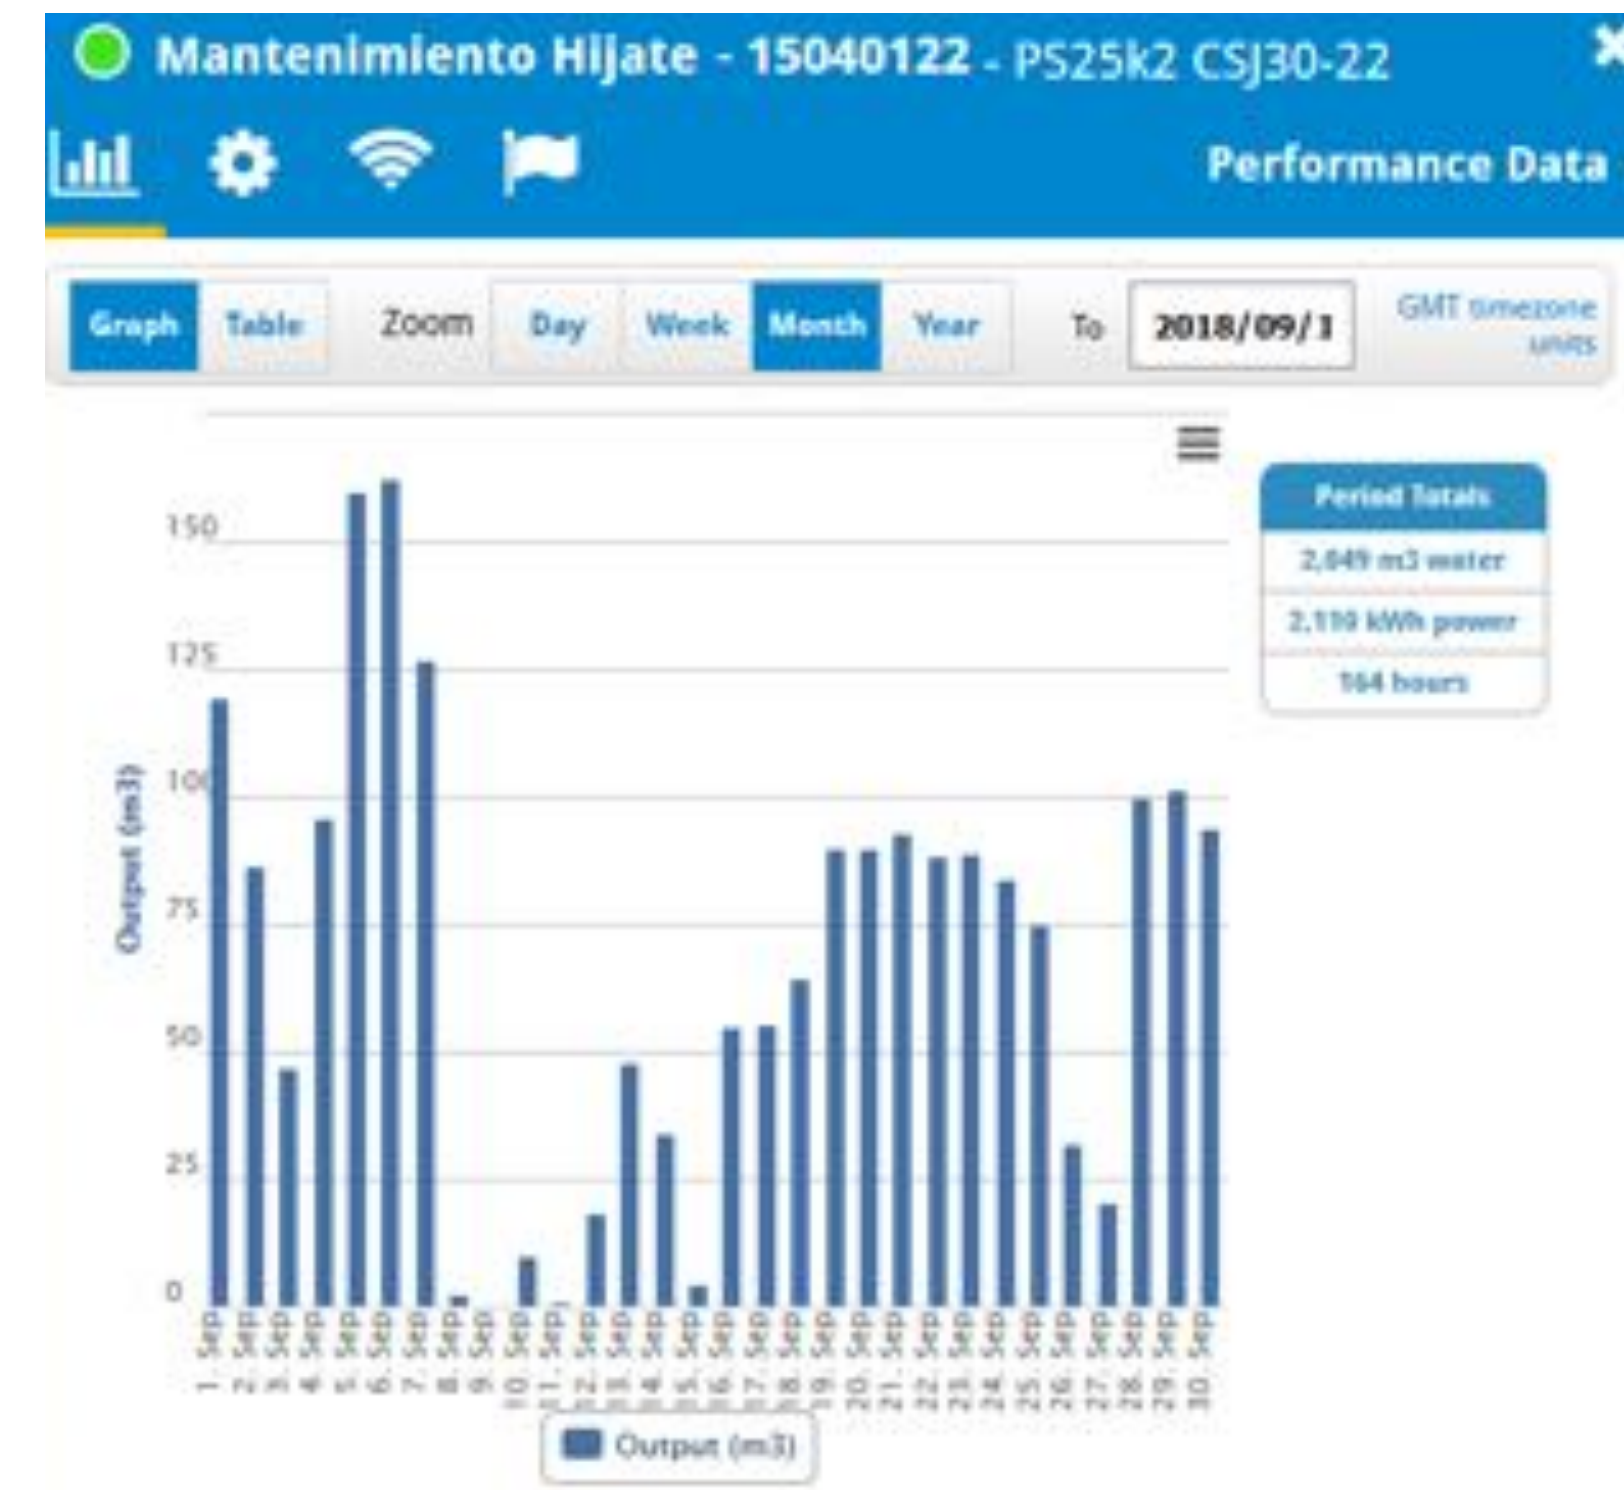 Mantenimiento Hijate - 15040122 - PS25k2 CSJ30-22
Performance Data
Graph Table Zoom Day Week Month Year To 2018/09/1 GMT timezone
units
Period Totals
m3 water
kWh power
164 hours
150
125
100
75
50
25
0
Output (m3)
1. Sep
2. Sep
3. Sep
4. Sep
5. Sep
6. Sep
7. Sep
8. Sep
9. Sep
10. Sep
11. Sep
12. Sep
13. Sep
14. Sep
15. Sep
16. Sep
17. Sep
18. Sep
19. Sep
20. Sep
21. Sep
22. Sep
23. Sep
24. Sep
25. Sep
26. Sep
27. Sep
28. Sep
29. Sep
30. Sep
Output (m3)